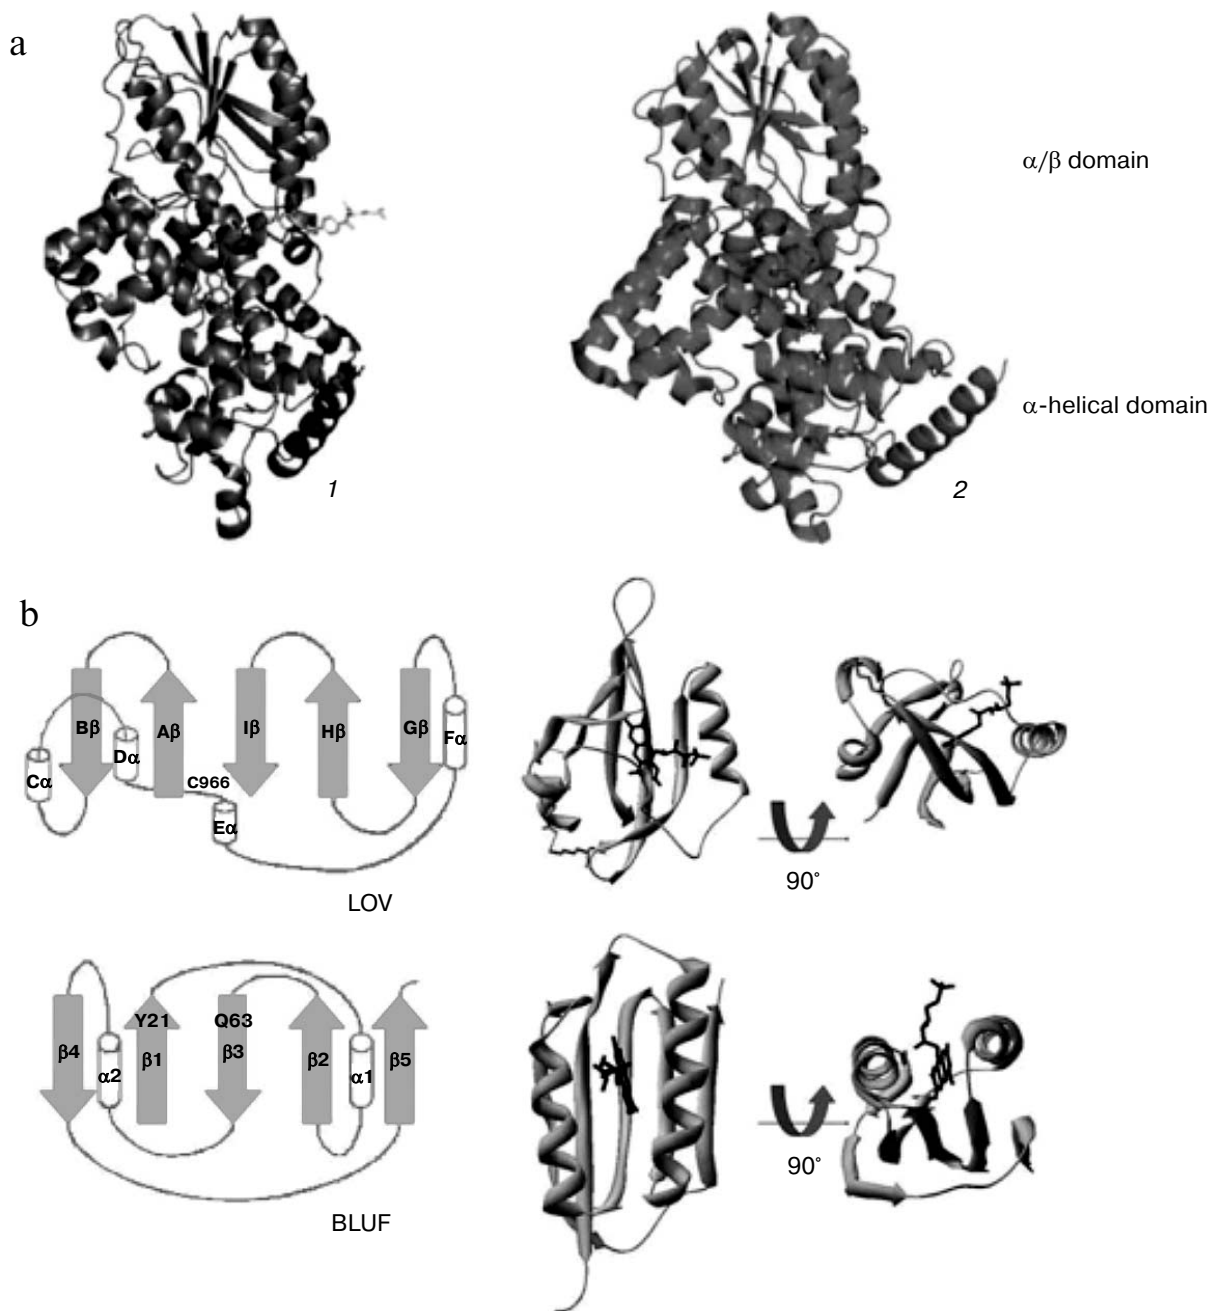 a
α/β domain
α-helical domain
1
2
b
Bβ
Aβ
Iβ
Hβ
Gβ
Fα
Cα
Dα
C966
Eα
LOV
90°
β4
α2
Y21
β1
Q63
β3
β2
α1
β5
BLUF
90°